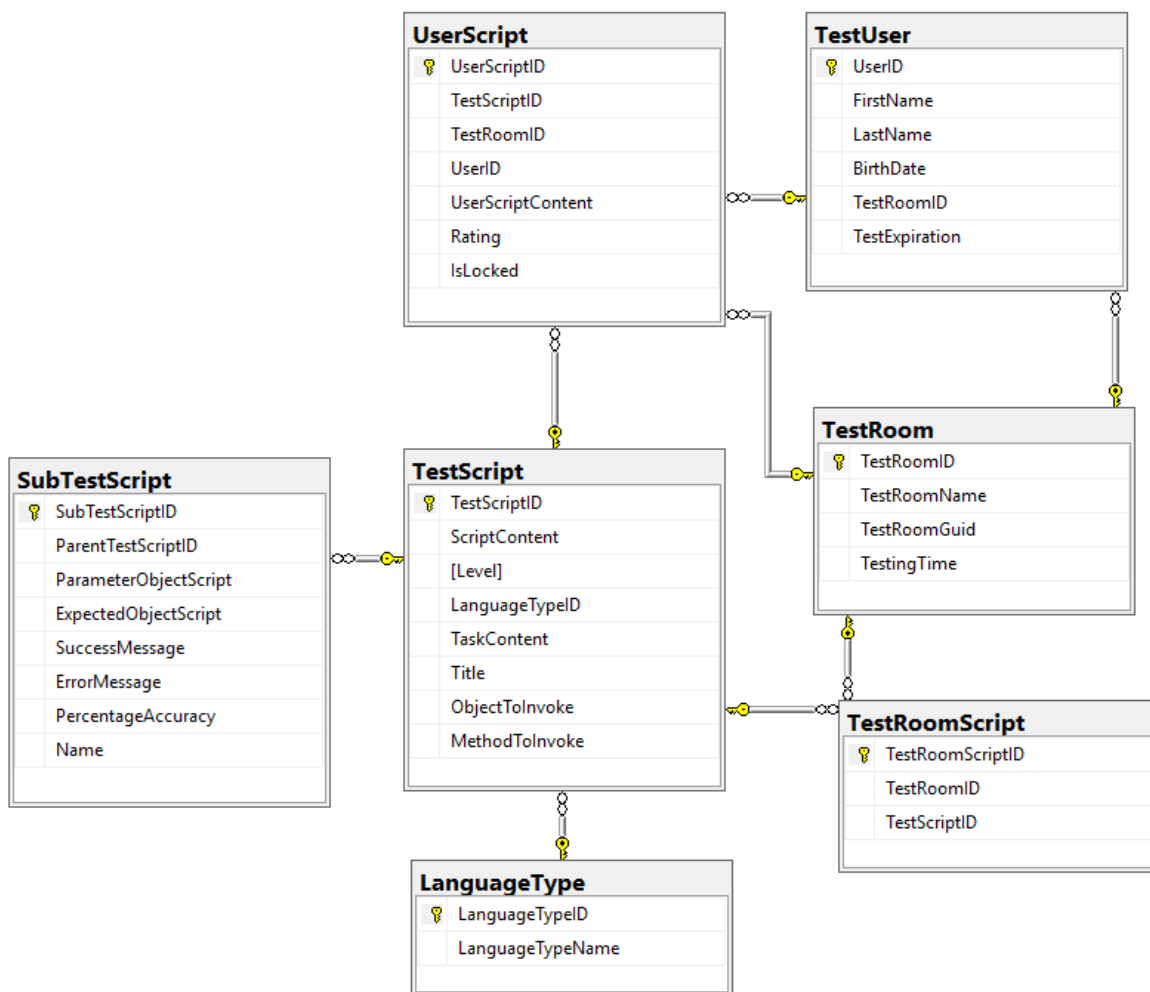 UserScript
UserScriptID
TestScriptID
TestRoomID
UserID
UserScriptContent
Rating
IsLocked
TestUser
UserID
FirstName
LastName
BirthDate
TestRoomID
TestExpiration
SubTestScript
SubTestScriptID
ParentTestScriptID
ParameterObjectScript
ExpectedObjectScript
SuccessMessage
ErrorMessage
PercentageAccuracy
Name
TestScript
TestScriptID
ScriptContent
[Level]
LanguageTypeID
TaskContent
Title
ObjectToInvoke
MethodToInvoke
TestRoom
TestRoomID
TestRoomName
TestRoomGuid
TestingTime
TestRoomScript
TestRoomScriptID
TestRoomID
TestScriptID
LanguageType
LanguageTypeID
LanguageTypeName